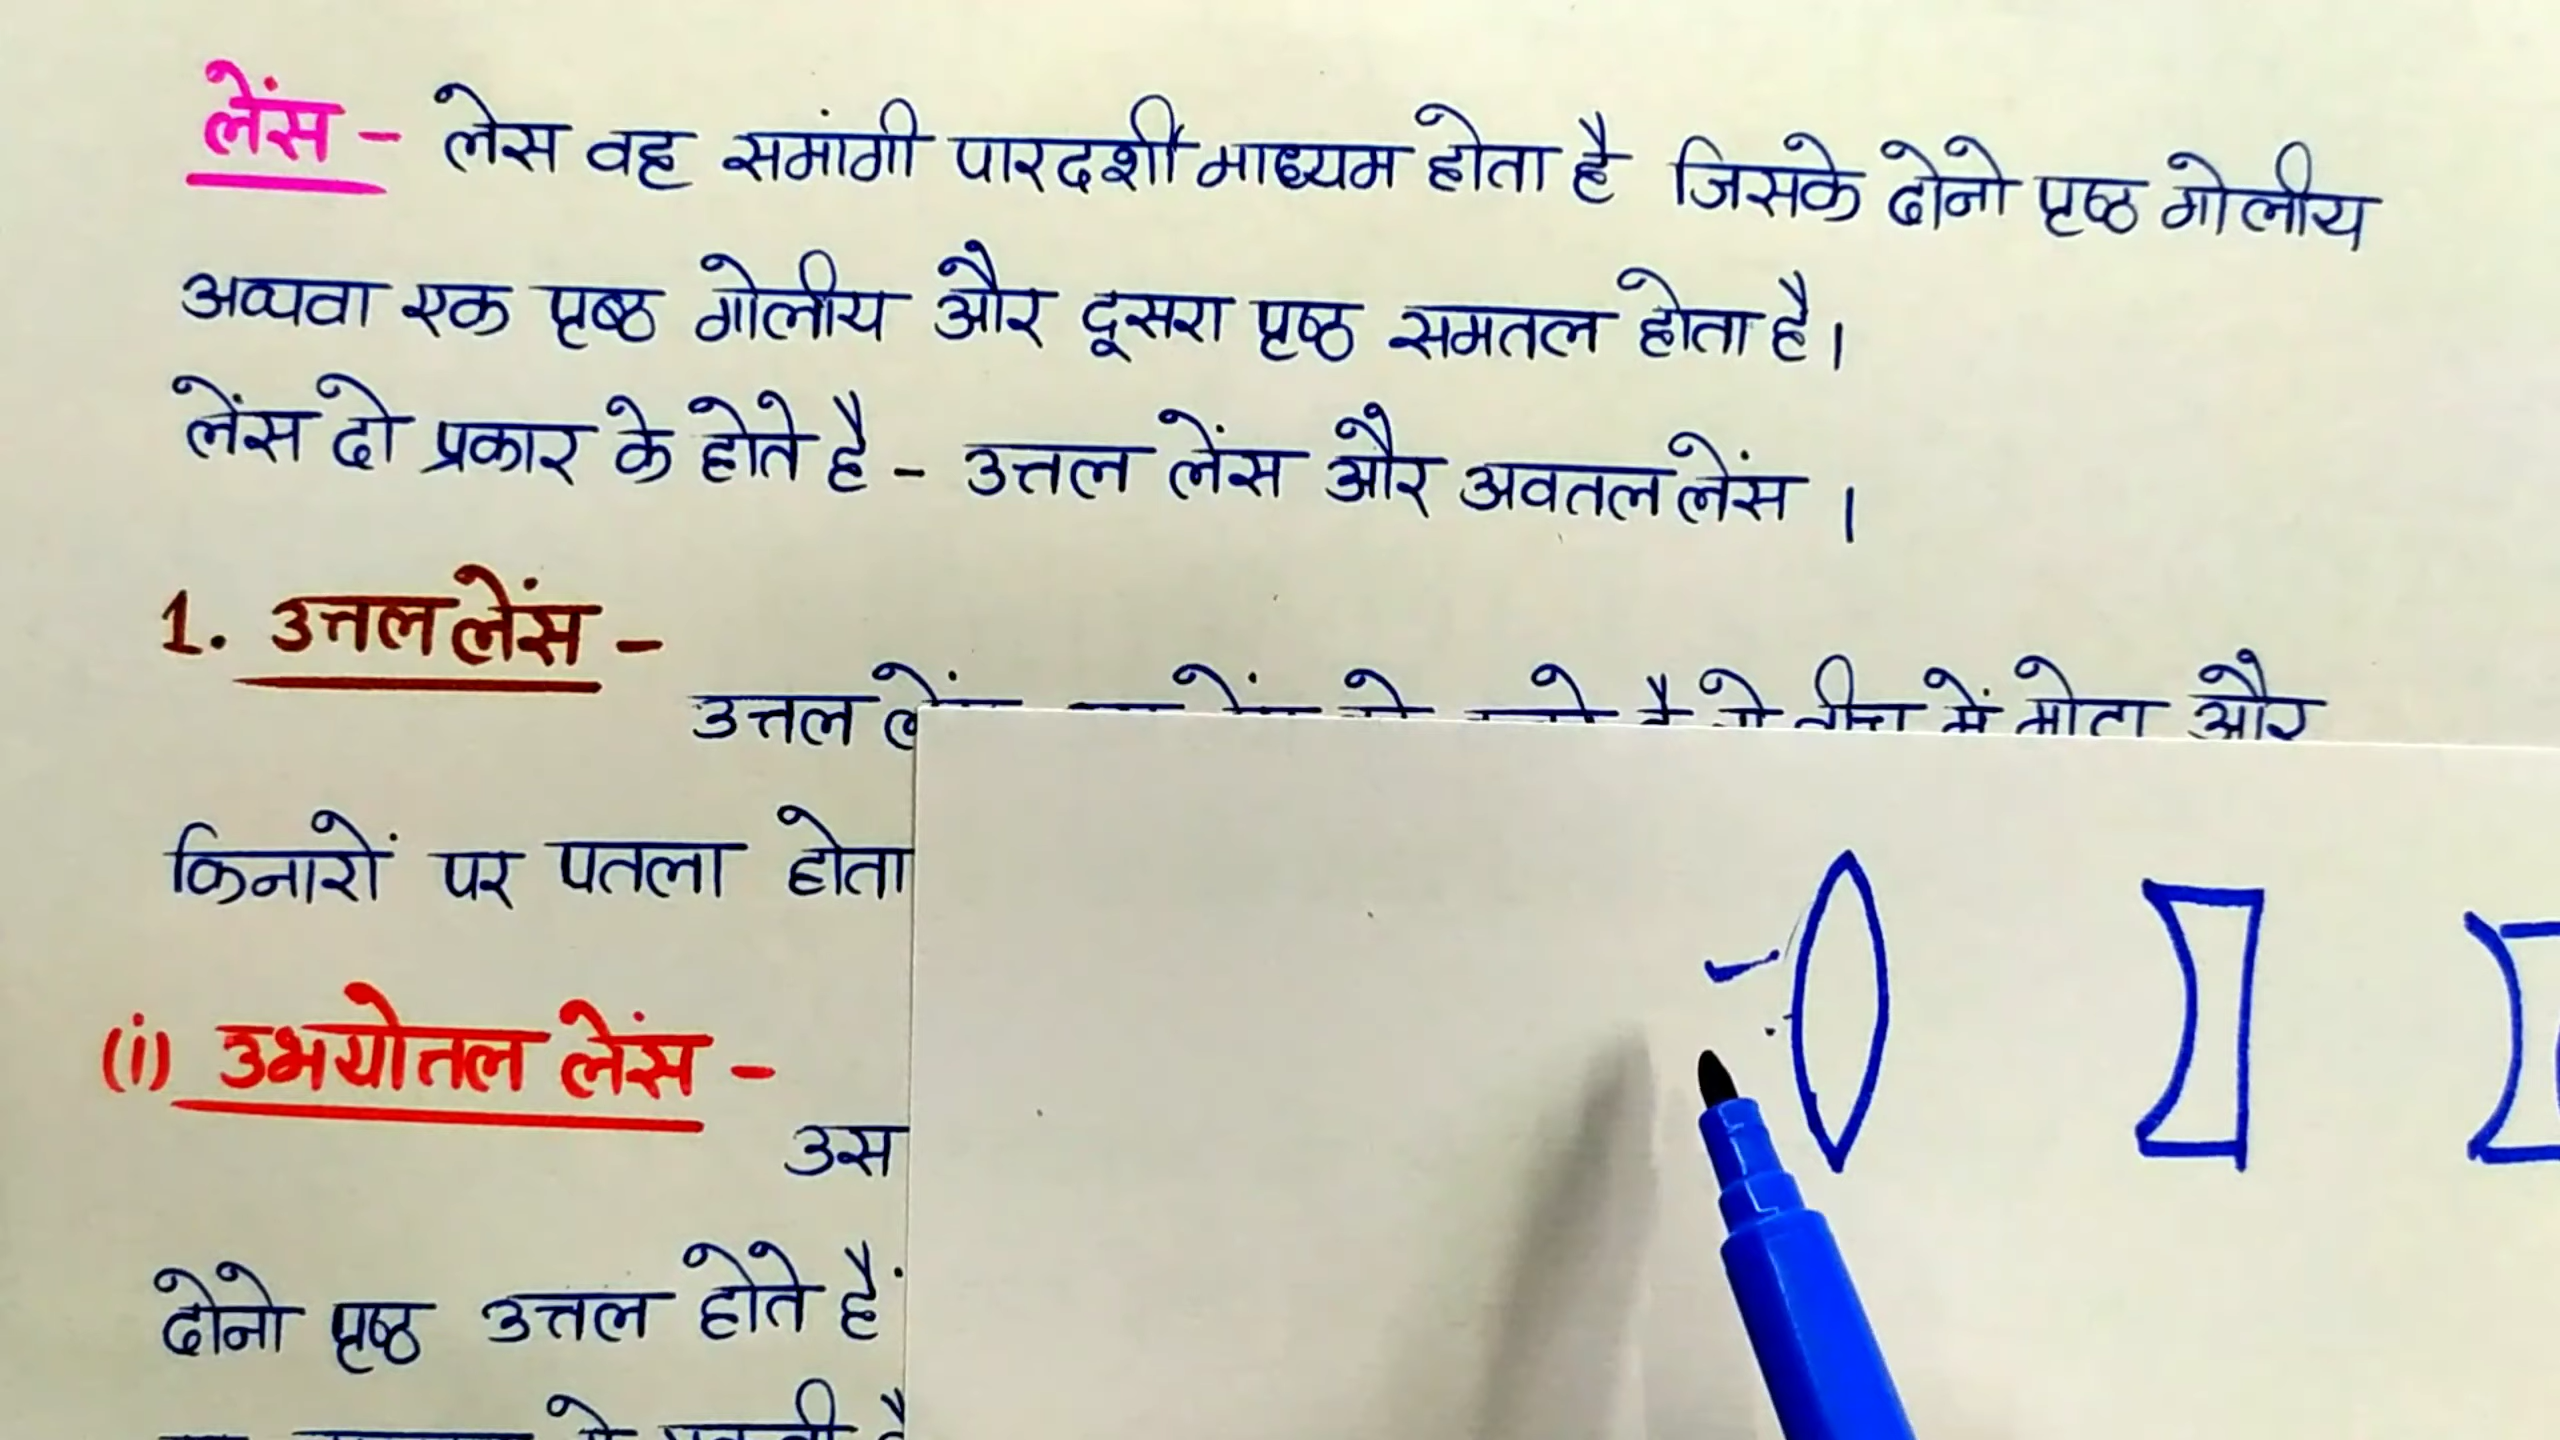 लेंस - लेस वह समांगी पारदर्शी माध्यम होता है जिसके दोनो पृष्ठ गोलीय
अथवा एक पृष्ठ गोलीय और दूसरा पृष्ठ समतल होता है।
लेंस दो प्रकार के होते है - उत्तल लेंस और अवतल लेंस ।
1. उत्तल लेंस -
उत्तल में मोटा और
किनारों पर पतला होता
(i) उभयोतल लेंस -
उस
दोनो पृष्ठ उत्तल होते हैं